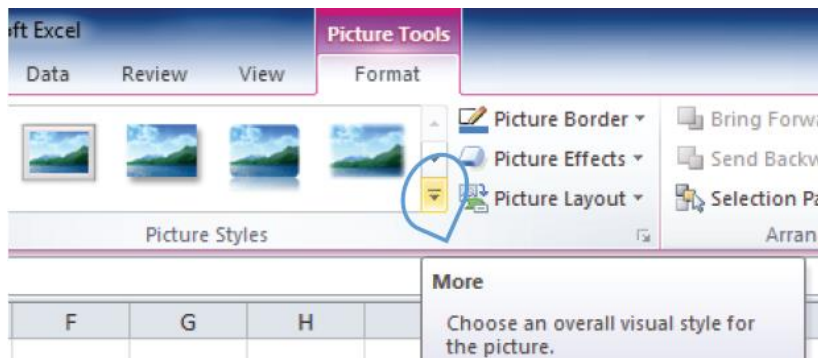 oft Excel
Picture Tools
Data Review View Format
Picture Border
Bring Forwa
Picture Effects
Send Backw
Picture Layout
Selection Pa
Picture Styles
Arran
More
F G H
Choose an overall visual style for
the picture.